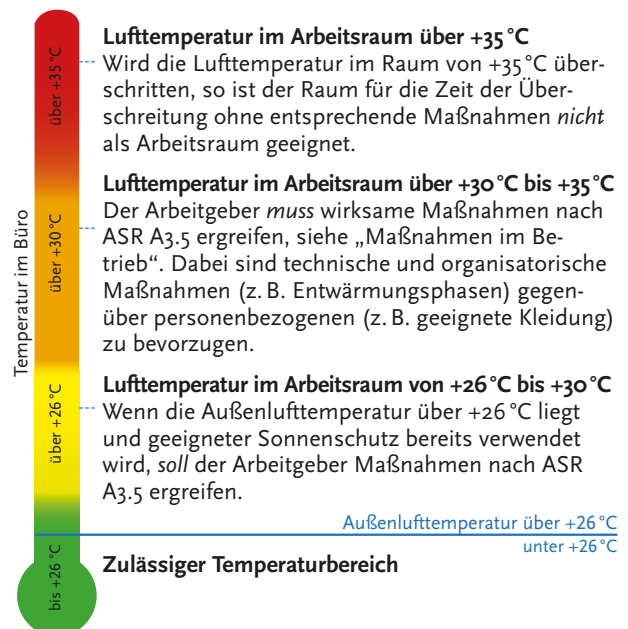 Lufttemperatur im Arbeitsraum über +35 °C
Wird die Lufttemperatur im Raum von +35 °C über-
schritten, so ist der Raum für die Zeit der Über-
schreitung ohne entsprechende Maßnahmen nicht
als Arbeitsraum geeignet.
Lufttemperatur im Arbeitsraum über +30 °C bis +35 °C
Der Arbeitgeber muss wirksame Maßnahmen nach
ASR A3.5 ergreifen, siehe „Maßnahmen im Be-
trieb“. Dabei sind technische und organisatorische
Maßnahmen (z. B. Entwärmungsphasen) gegen-
über personenbezogenen (z. B. geeignete Kleidung)
zu bevorzugen.
Lufttemperatur im Arbeitsraum von +26 °C bis +30 °C
Wenn die Außenlufttemperatur über +26 °C liegt
und geeigneter Sonnenschutz bereits verwendet
wird, soll der Arbeitgeber Maßnahmen nach ASR
A3.5 ergreifen.
Außenlufttemperatur über +26 °C
unter +26 °C
Zulässiger Temperaturbereich
Temperatur im Büro
über +35 °C
über +30 °C
über +26 °C
bis +26 °C